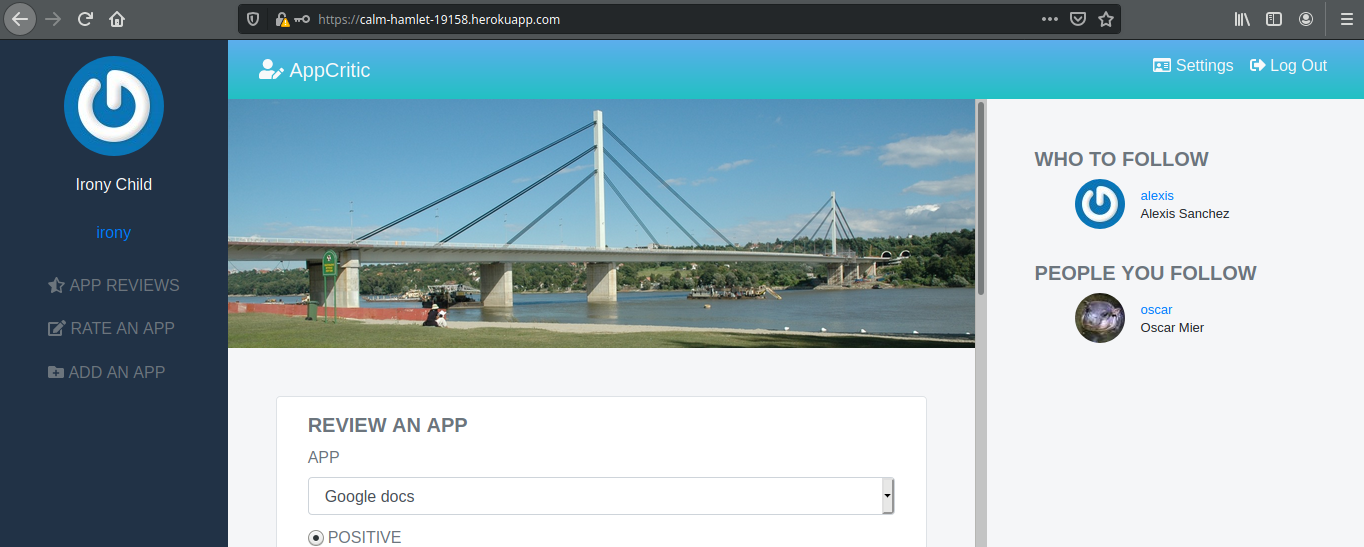 https://calm-hamlet-19158.herokuapp.com
AppCritic
Settings
Log Out
Irony Child
irony
APP REVIEWS
RATE AN APP
ADD AN APP
REVIEW AN APP
APP
Google docs
POSITIVE
WHO TO FOLLOW
alexis
Alexis Sanchez
PEOPLE YOU FOLLOW
oscar
Oscar Mier